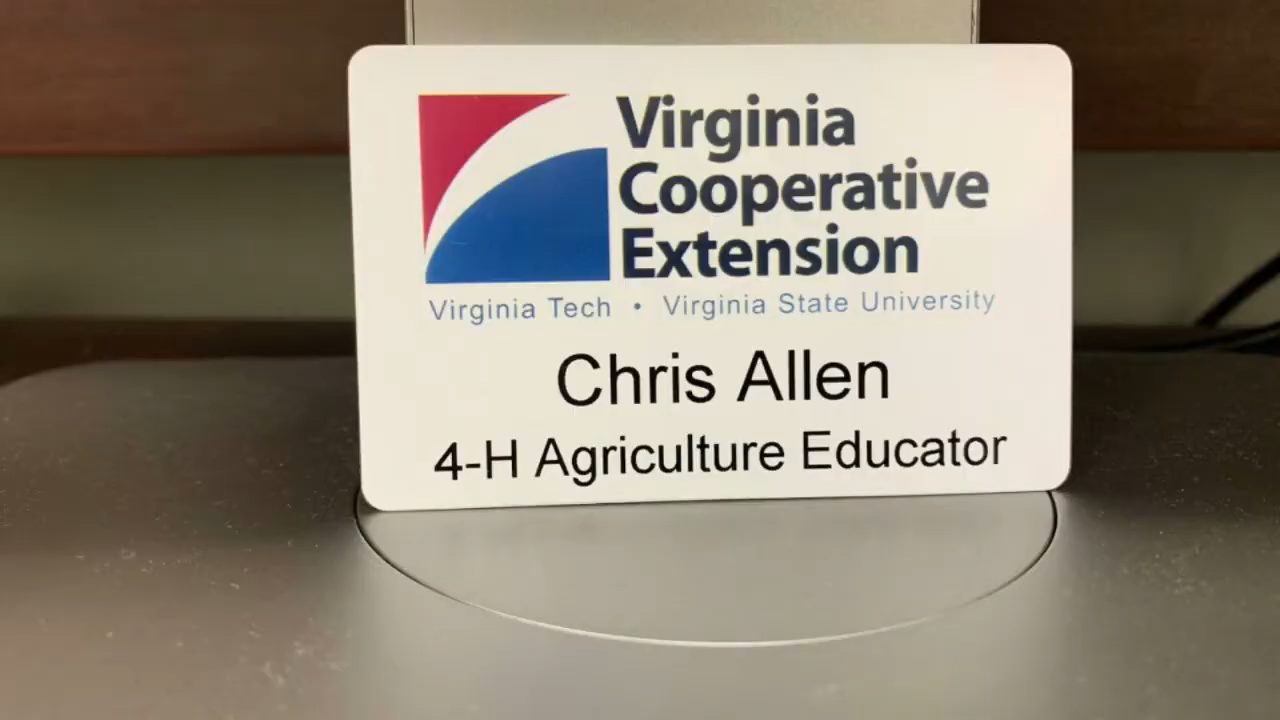 Virginia
Cooperative
Extension
Virginia Tech • Virginia State University
Chris Allen
4-H Agriculture Educator